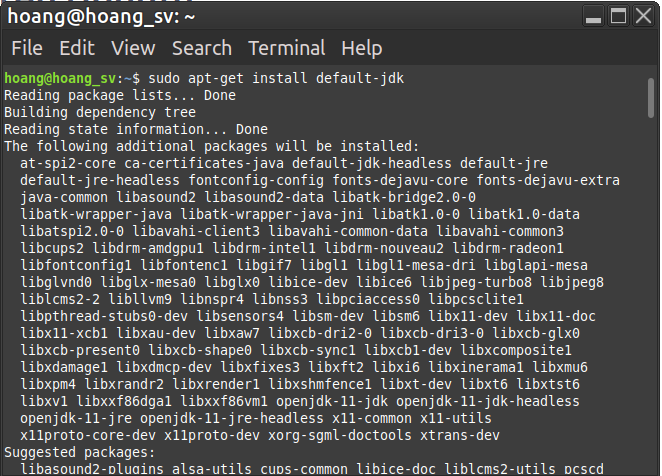 hoang@hoang_sv: ~
File Edit View Search Terminal Help
hoang@hoang_sv:~$ sudo apt-get install default-jdk
Reading package lists... Done
Building dependency tree
Reading state information... Done
The following additional packages will be installed:
at-spi2-core ca-certificates-java default-jdk-headless default-jre
default-jre-headless fontconfig-config fonts-dejavu-core fonts-dejavu-extra
java-common libasound2 libasound2-data libatk-bridge2.0-0
libatk-wrapper-java libatk-wrapper-java-jni libatk1.0-0 libatk1.0-data
libatspi2.0-0 libavahi-client3 libavahi-common-data libavahi-common3
libcups2 libdrm-amdgpu1 libdrm-intel1 libdrm-nouveau2 libdrm-radeon1
libfontconfig1 libfontenc1 libgif7 libgl1 libgl1-mesa-dri libglapi-mesa
libglvnd0 libglx-mesa0 libglx0 libice-dev libice6 libjpeg-turbo8 libjpeg8
liblcms2-2 libllvm9 libnspr4 libnss3 libpciaccess0 libpcsclite1
libpthread-stubs0-dev libsensors4 libsm-dev libsm6 libx11-dev libx11-doc
libx11-xcb1 libxau-dev libxaw7 libxcb-dri2-0 libxcb-dri3-0 libxcb-glx0
libxcb-present0 libxcb-shape0 libxcb-sync1 libxcb1-dev libxcomposite1
libxdamage1 libxdmcp-dev libxfixes3 libxft2 libxi6 libxinerama1 libxmu6
libxpm4 libxrandr2 libxrender1 libxshmfence1 libxt-dev libxt6 libxtst6
libxv1 libxxf86dga1 libxxf86vm1 openjdk-11-jdk openjdk-11-jdk-headless
openjdk-11-jre openjdk-11-jre-headless x11-common x11-utils
x11proto-core-dev x11proto-dev xorg-sgml-doctools xtrans-dev
Suggested packages:
libasound2-plugins alsa-utils cups-common libice-doc liblcms2-utils pcscd